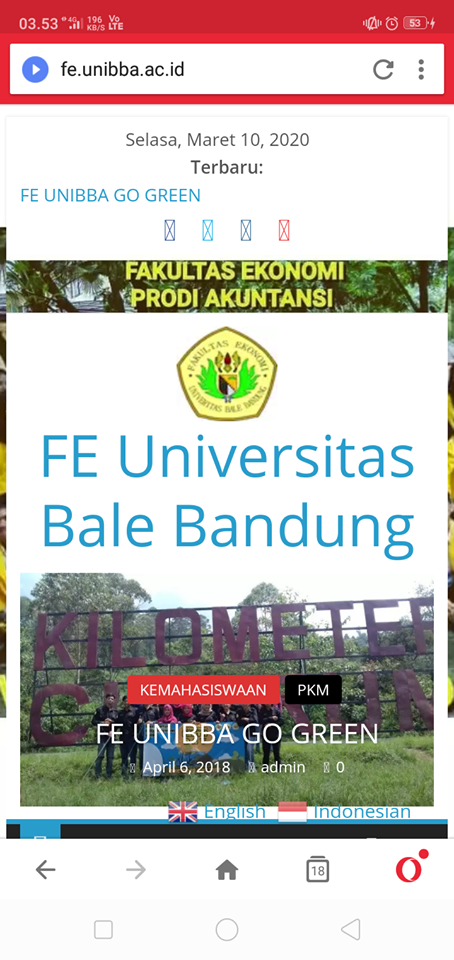 03.53 4G 196 KB/S Vo LTE 53
fe.unibba.ac.id
Selasa, Maret 10, 2020
Terbaru:
FE UNIBBA GO GREEN
FAKULTAS EKONOMI
PRODI AKUNTANSI
FAKULTAS EKONOMI
UNIVERSITAS BALE BANDUNG
FE Universitas
Bale Bandung
KILOMETER
C
KEMAHASISWAAN PKM
FE UNIBBA GO GREEN
April 6, 2018 admin 0
English Indonesian
18